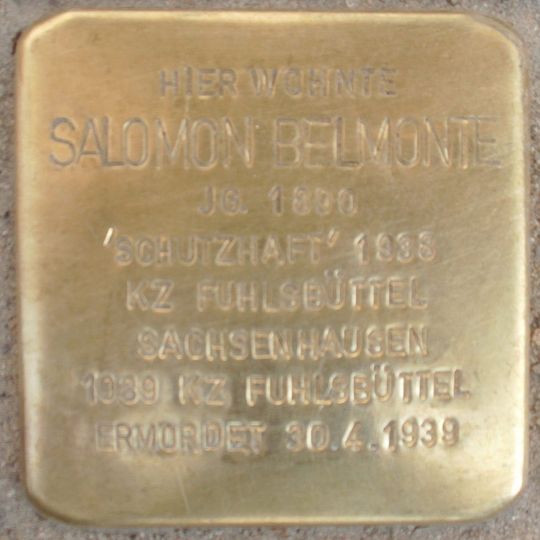 HIER WOHNTE
SALOMON BELMONTE
JG. 1890
'SCHUTZHAFT' 1938
KZ FUHLSBÜTTEL
SACHSENHAUSEN
1939 KZ FUHLSBÜTTEL
ERMORDET 30.4.1939